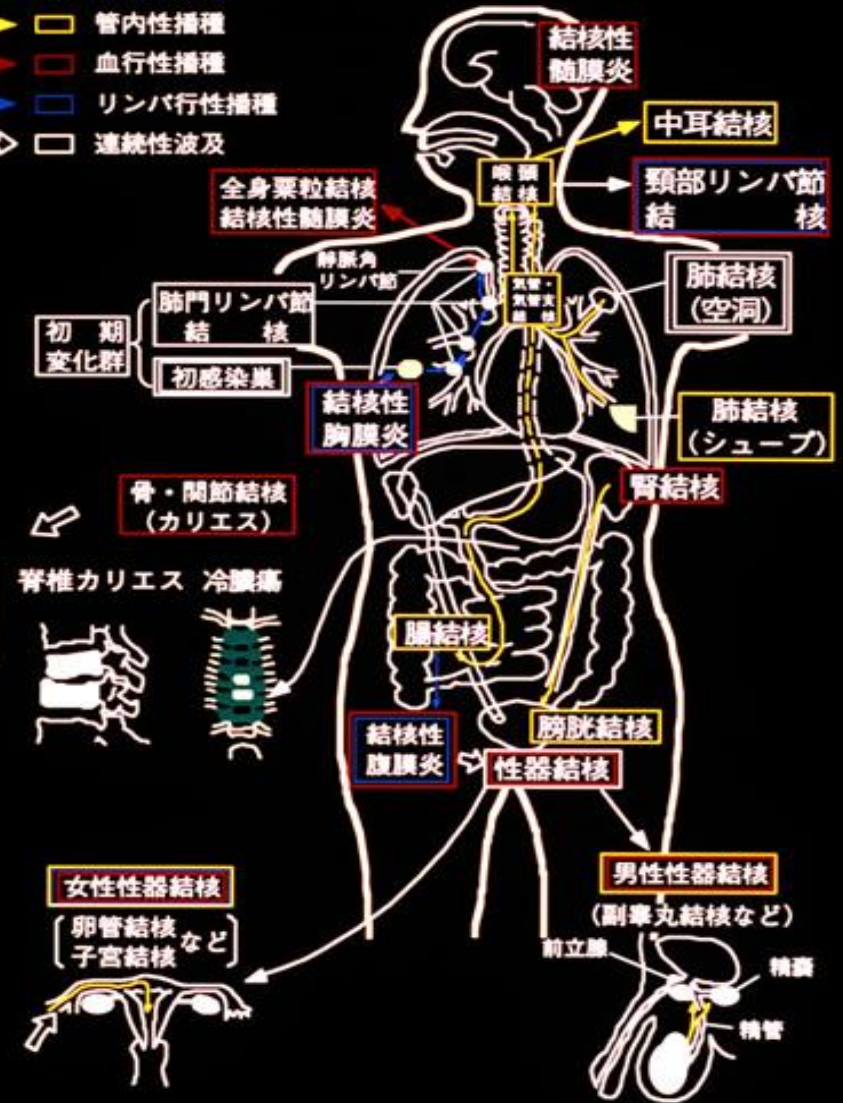 管内性播種
血行性播種
リンパ行性播種
連続性波及
結核性
髄膜炎
中耳結核
喉頭
結核
頸部リンパ節
結核
全身粟粒結核
結核性髄膜炎
静脈角
リンパ節
気管・
気管支
結核
肺結核
(空洞)
初期
変化群
肺門リンパ節
結核
初感染巣
結核性
胸膜炎
肺結核
(シューブ)
腎結核
骨・関節結核
(カリエス)
脊椎カリエス 冷膿瘍
腸結核
結核性
腹膜炎
膀胱結核
性器結核
女性性器結核
卵管結核
子宮結核
など
男性性器結核
(副睾丸結核など)
前立腺
精嚢
精管